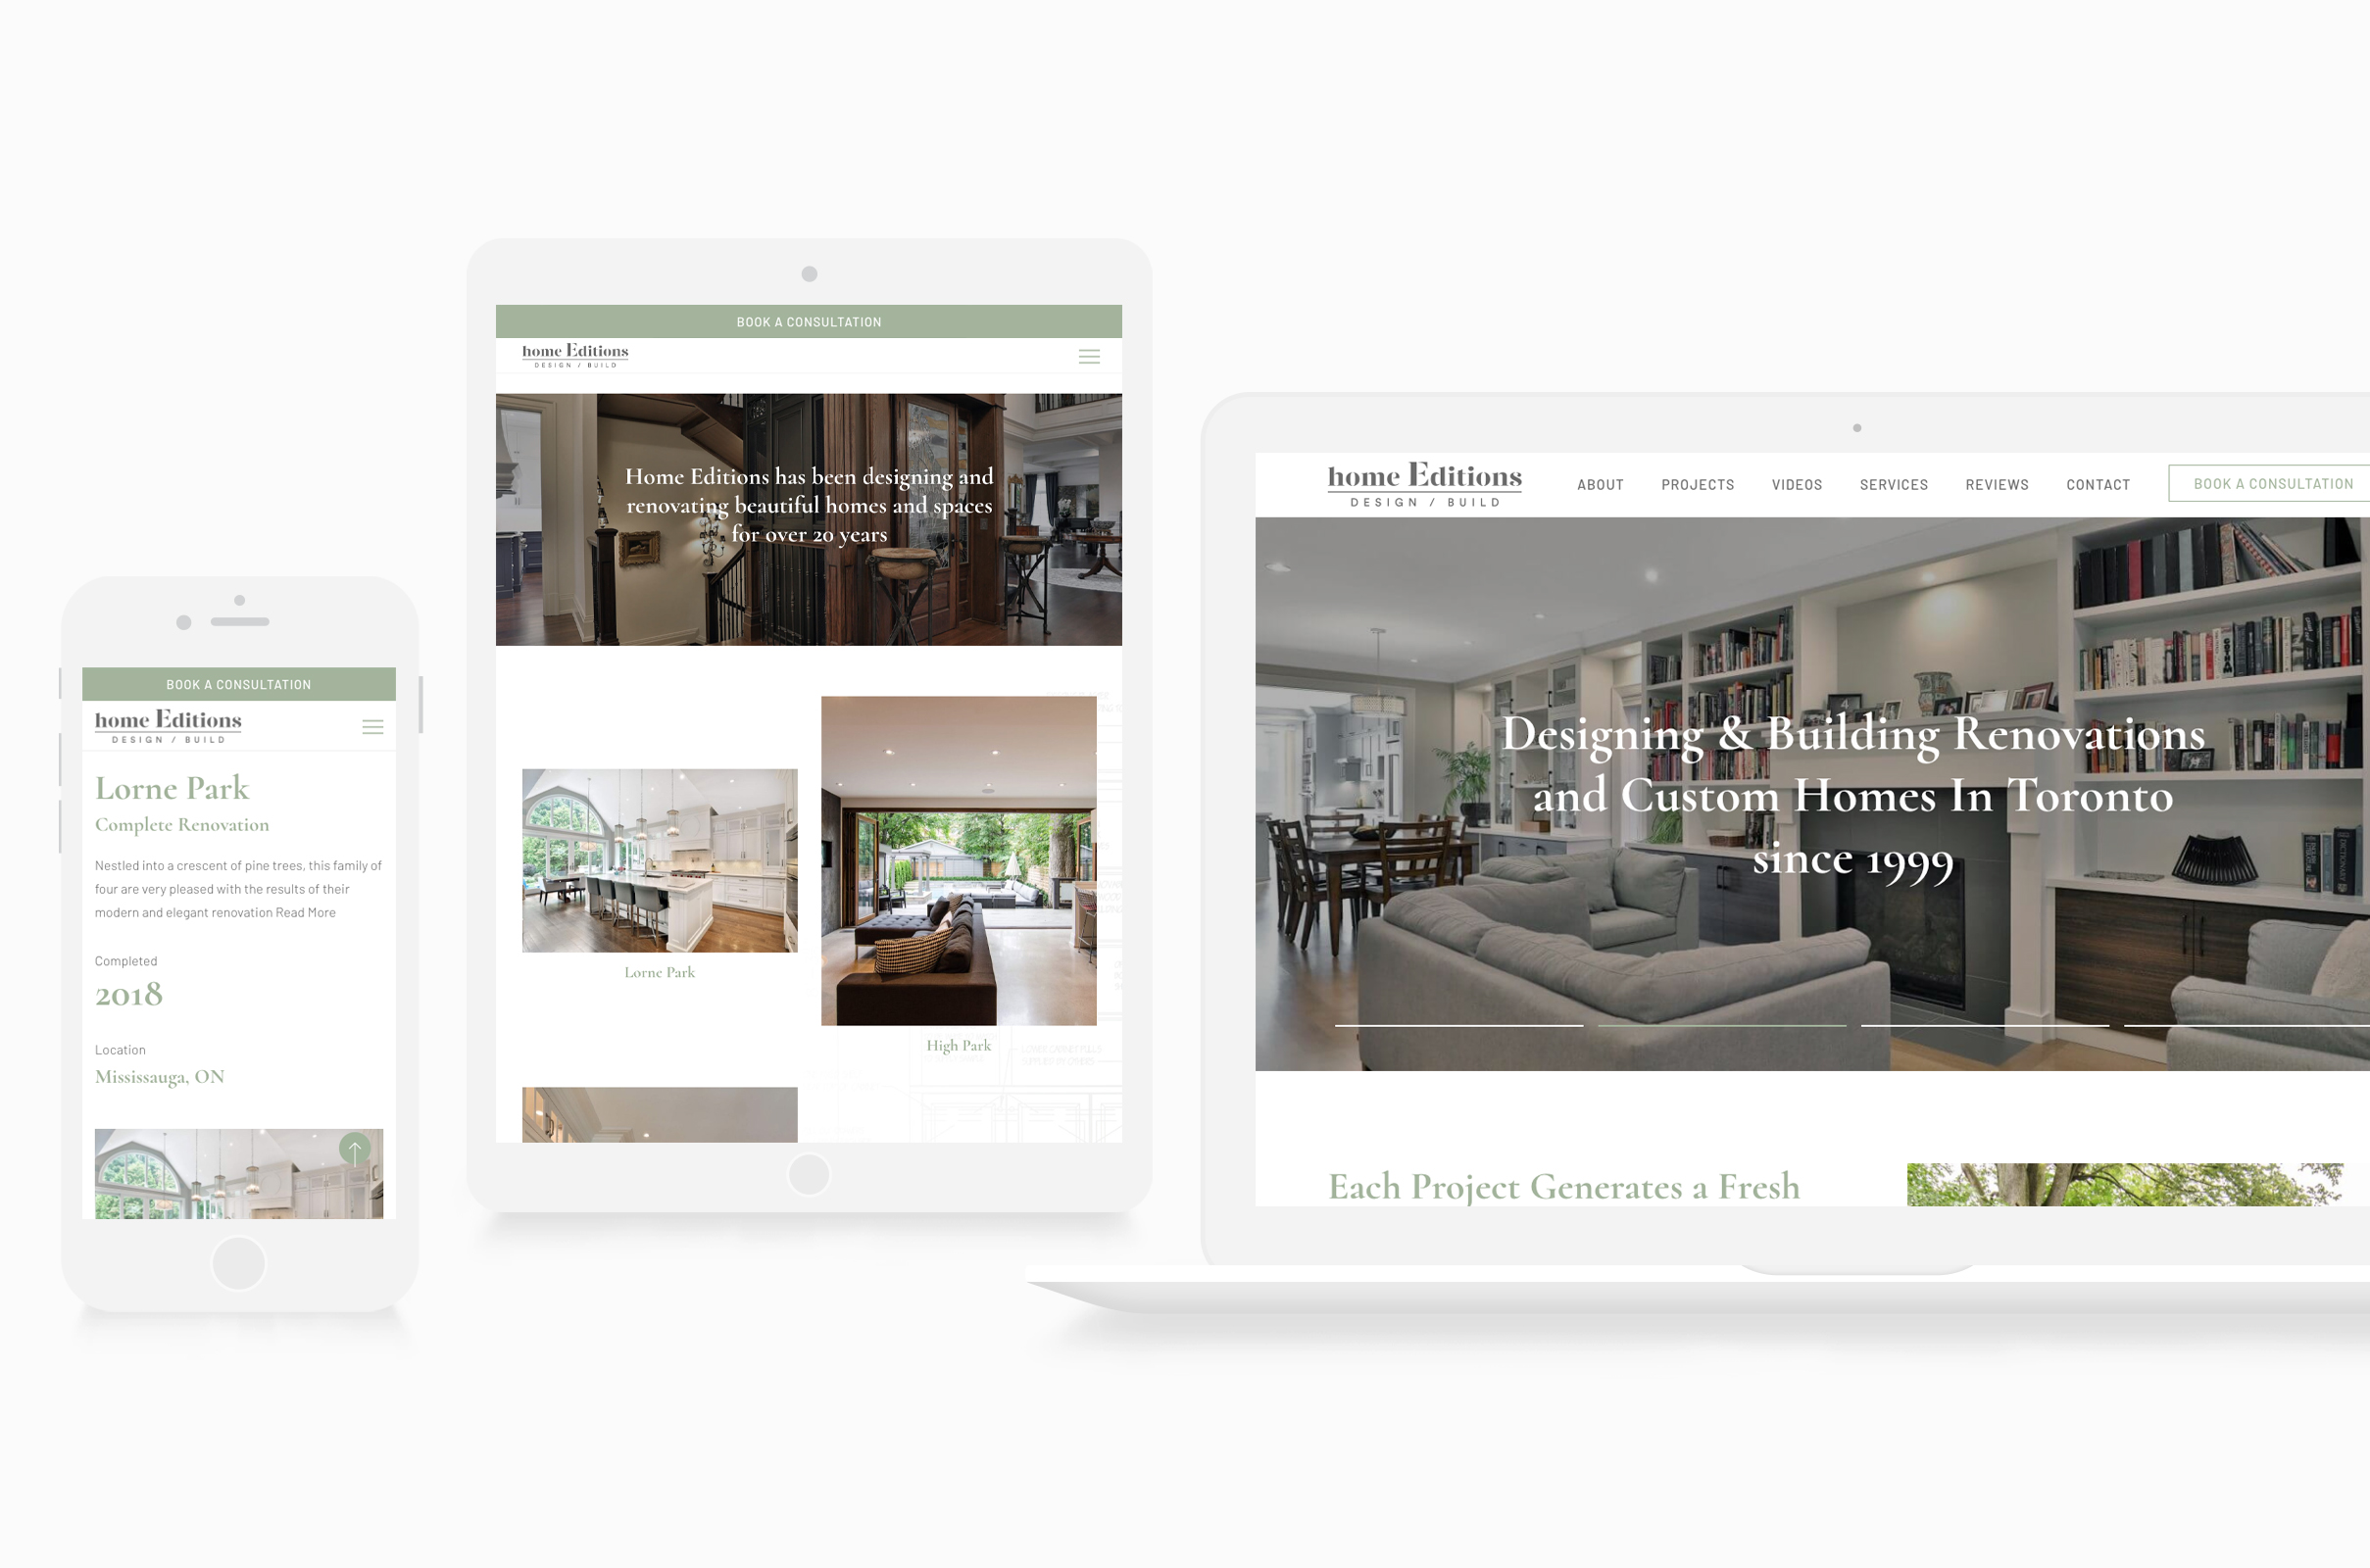 BOOK A CONSULTATION
home Editions
DESIGN / BUILD
Lorne Park
Complete Renovation
Nestled into a crescent of pine trees, this family of
four are very pleased with the results of their
modern and elegant renovation Read More
Completed
2018
Location
Mississauga, ON
BOOK A CONSULTATION
home Editions
DESIGN / BUILD
Home Editions has been designing and
renovating beautiful homes and spaces
for over 20 years
Lorne Park
High Park
home Editions
DESIGN / BUILD
ABOUT PROJECTS VIDEOS SERVICES REVIEWS CONTACT BOOK A CONSULTATION
Designing & Building Renovations
and Custom Homes In Toronto
since 1999
Each Project Generates a Fresh